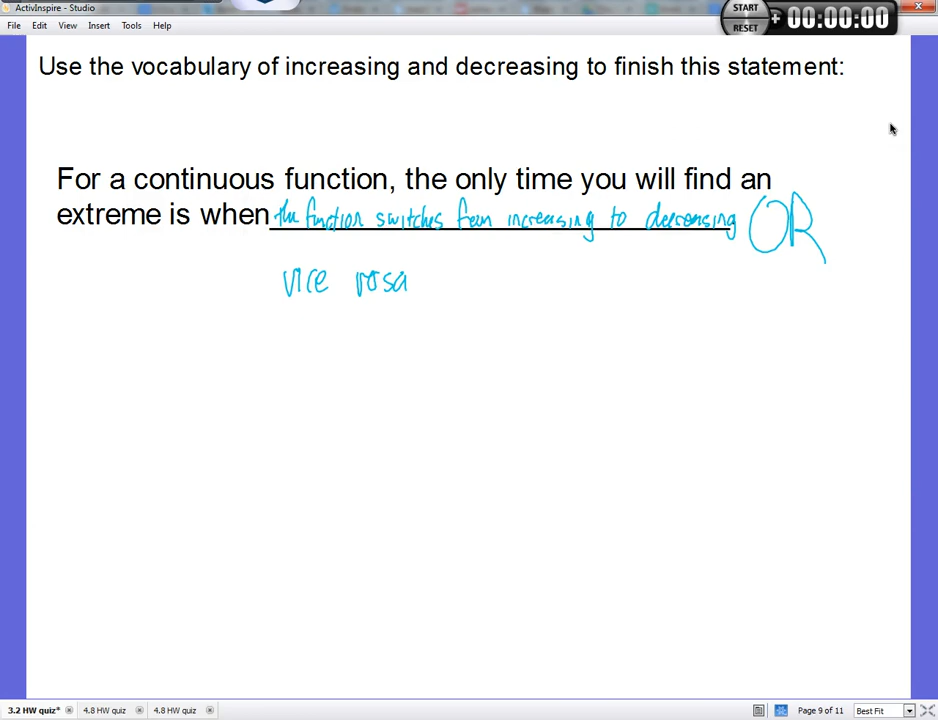 ActivInspire - Studio
START
RESET
00:00:00
File Edit View Insert Tools Help
Use the vocabulary of increasing and decreasing to finish this statement:
For a continuous function, the only time you will find an
extreme is when the function switches from increasing to decreasing OR
vice vosa
3.2 HW quiz* 4.8 HW quiz 4.8 HW quiz Page 9 of 11 Best Fit